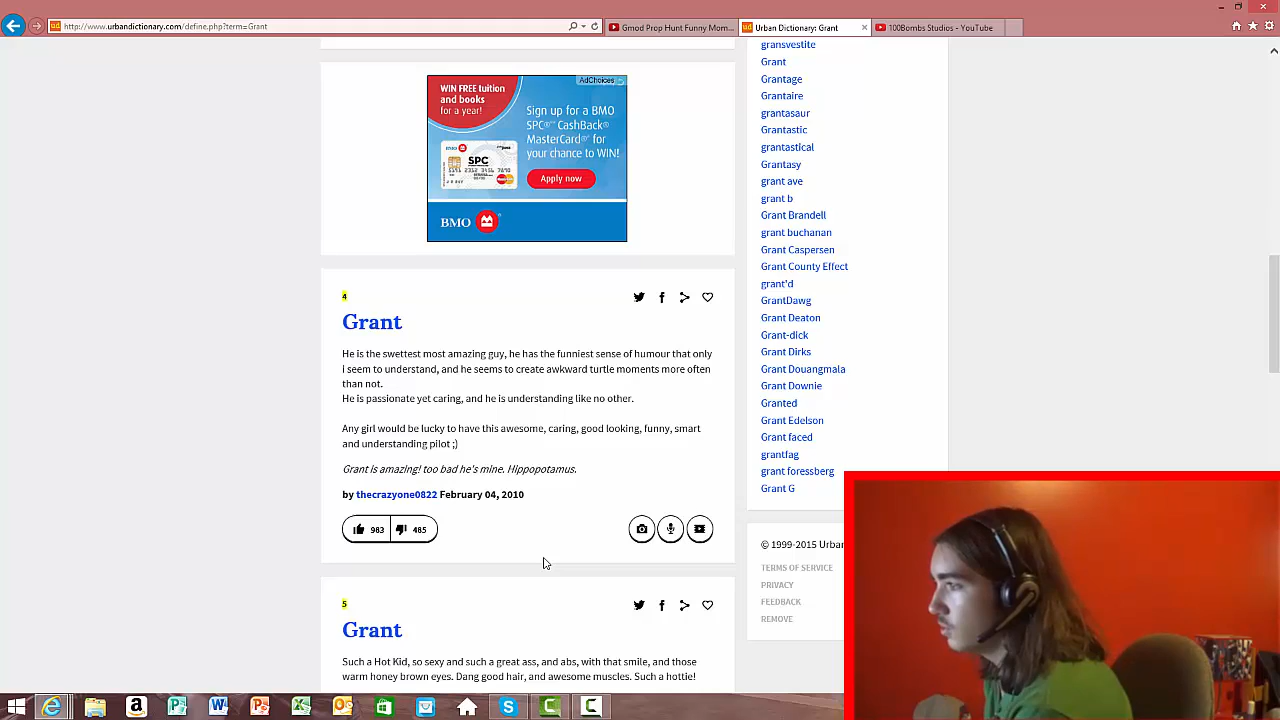 http://www.urbandictionary.com/define.php?term=Grant
Gmod Prop Hunt Funny Mom...
Urban Dictionary: Grant
100Bombs Studios - YouTube
AdChoices
WIN FREE tuition
and books
for a year!
Sign up for a BMO
SPC® CashBack®
MasterCard® for
your chance to WIN!
SPC
Apply now
BMO
4
Grant
He is the swettest most amazing guy, he has the funniest sense of humour that only
i seem to understand, and he seems to create awkward turtle moments more often
than not.
He is passionate yet caring, and he is understanding like no other.
Any girl would be lucky to have this awesome, caring, good looking, funny, smart
and understanding pilot ;)
Grant is amazing! too bad he's mine. Hippopotamus.
by thecrazyone0822 February 04, 2010
983
485
5
Grant
Such a Hot Kid, so sexy and such a great ass, and abs, with that smile, and those
warm honey brown eyes. Dang good hair, and awesome muscles. Such a hottie!
gransvestite
Grant
Grantage
Grantaire
grantasaur
Grantastic
grantastical
Grantasy
grant ave
grant b
Grant Brandell
grant buchanan
Grant Caspersen
Grant County Effect
grant'd
GrantDawg
Grant Deaton
Grant-dick
Grant Dirks
Grant Douangmala
Grant Downie
Granted
Grant Edelson
Grant faced
grantfag
grant foressberg
Grant G
© 1999-2015 Urban
TERMS OF SERVICE
PRIVACY
FEEDBACK
REMOVE